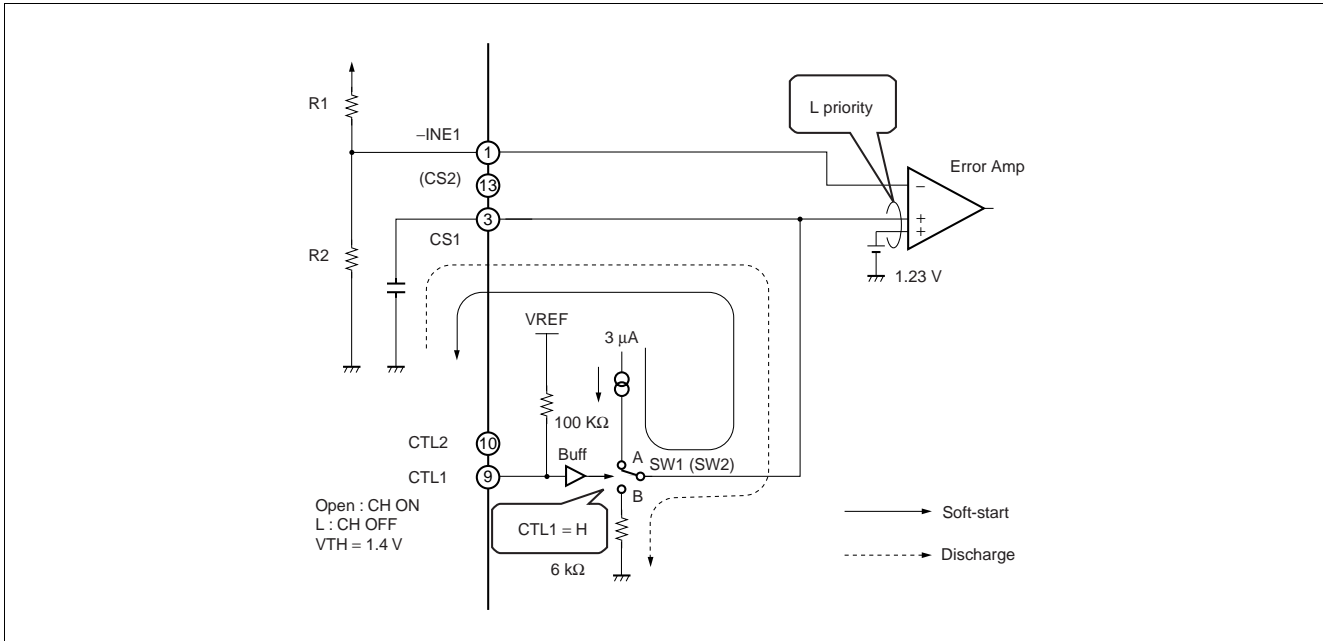 R1
−INE1
1
(CS2)
13
3
CS1
R2
L priority
Error Amp
−
+
+
1.23 V
VREF
3 μA
100 KΩ
CTL2
10
CTL1
9
Buff
A
SW1 (SW2)
B
Open : CH ON
L : CH OFF
VTH = 1.4 V
CTL1 = H
6 kΩ
Soft-start
Discharge